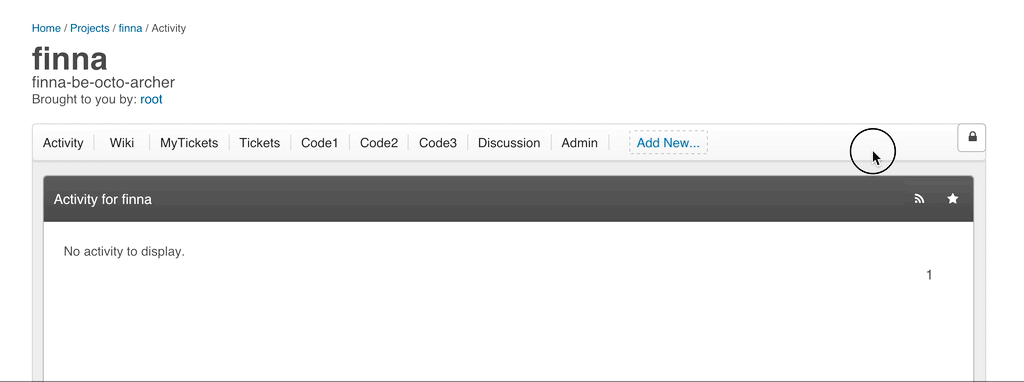 Home / Projects / finna / Activity
finna
finna-be-octo-archer
Brought to you by: root
Activity Wiki MyTickets Tickets Code1 Code2 Code3 Discussion Admin Add New...
Activity for finna
No activity to display.
1